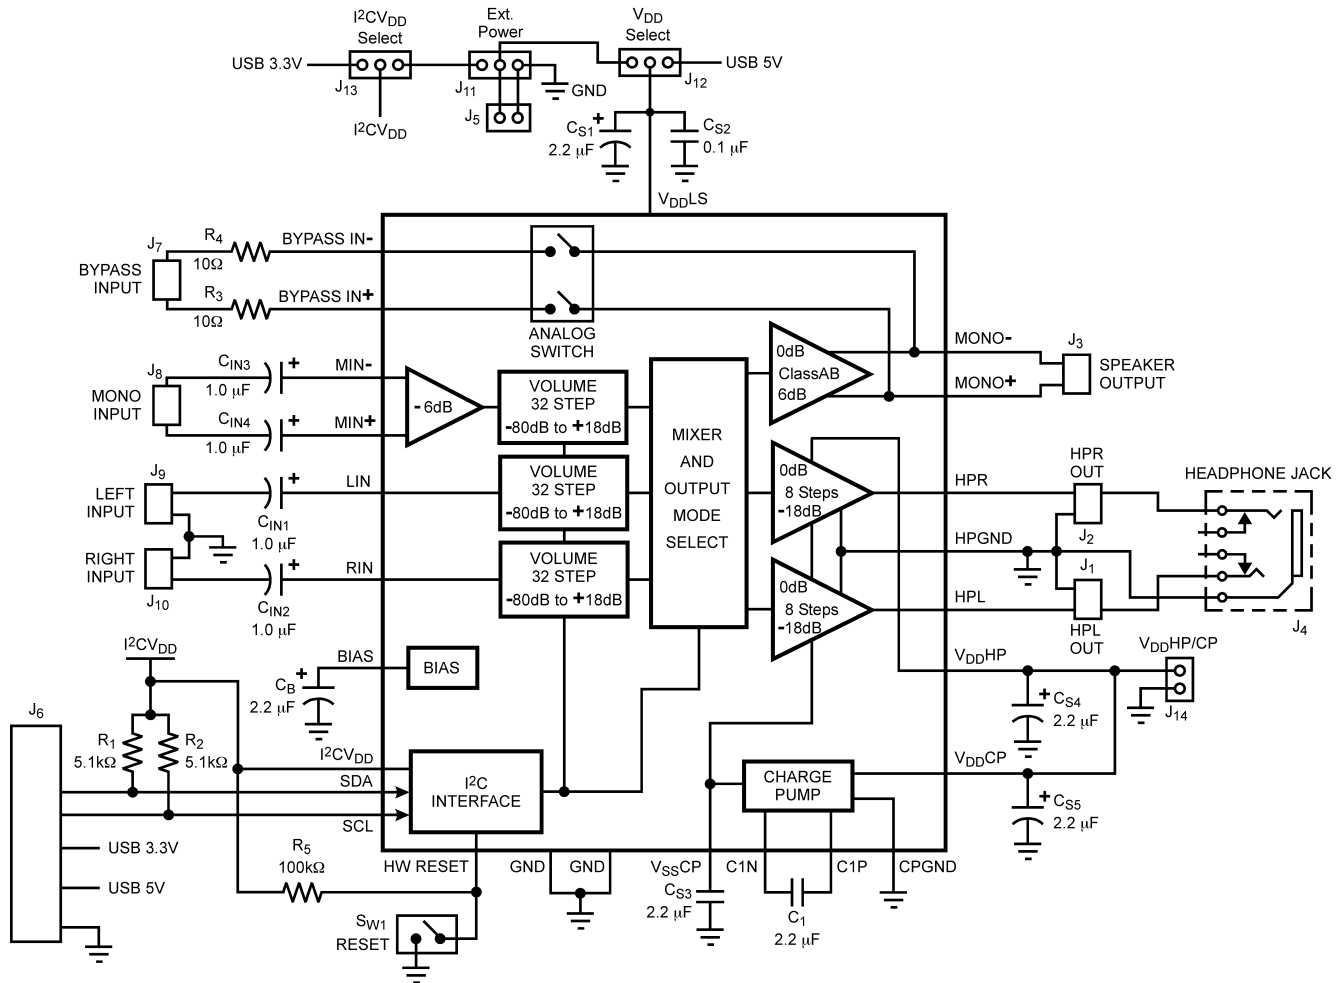 I²CVDD
Select
Ext.
Power
VDD
Select
USB 3.3V
J13
I²CVDD
J11
GND
J5
J12
USB 5V
CS1
+
2.2 µF
CS2
0.1 µF
VDDLS
J7
BYPASS
INPUT
R4
10Ω
R3
10Ω
BYPASS IN-
BYPASS IN+
ANALOG
SWITCH
J8
MONO
INPUT
CIN3
+
1.0 µF
CIN4
+
1.0 µF
MIN-
MIN+
-6dB
VOLUME
32 STEP
-80dB to +18dB
VOLUME
32 STEP
-80dB to +18dB
VOLUME
32 STEP
-80dB to +18dB
MIXER
AND
OUTPUT
MODE
SELECT
0dB
ClassAB
6dB
MONO-
MONO+
J3
SPEAKER
OUTPUT
J9
LEFT
INPUT
RIGHT
INPUT
J10
+
CIN1
1.0 µF
+
CIN2
1.0 µF
LIN
RIN
0dB
8 Steps
-18dB
0dB
8 Steps
-18dB
HPR
HPGND
HPL
HPR
OUT
J2
J1
HPL
OUT
HEADPHONE JACK
J4
BIAS
BIAS
CB
+
2.2 µF
I²CVDD
VDDHP
VDDHP/CP
J14
+
CS4
2.2 µF
VDDCP
+
CS5
2.2 µF
J6
R1
5.1kΩ
R2
5.1kΩ
I²CVDD
SDA
SCL
I²C
INTERFACE
CHARGE
PUMP
USB 3.3V
USB 5V
R5
100kΩ
HW RESET
GND
GND
VSSCP
C1N
C1P
CPGND
CS3
2.2 µF
C1
2.2 µF
SW1
RESET